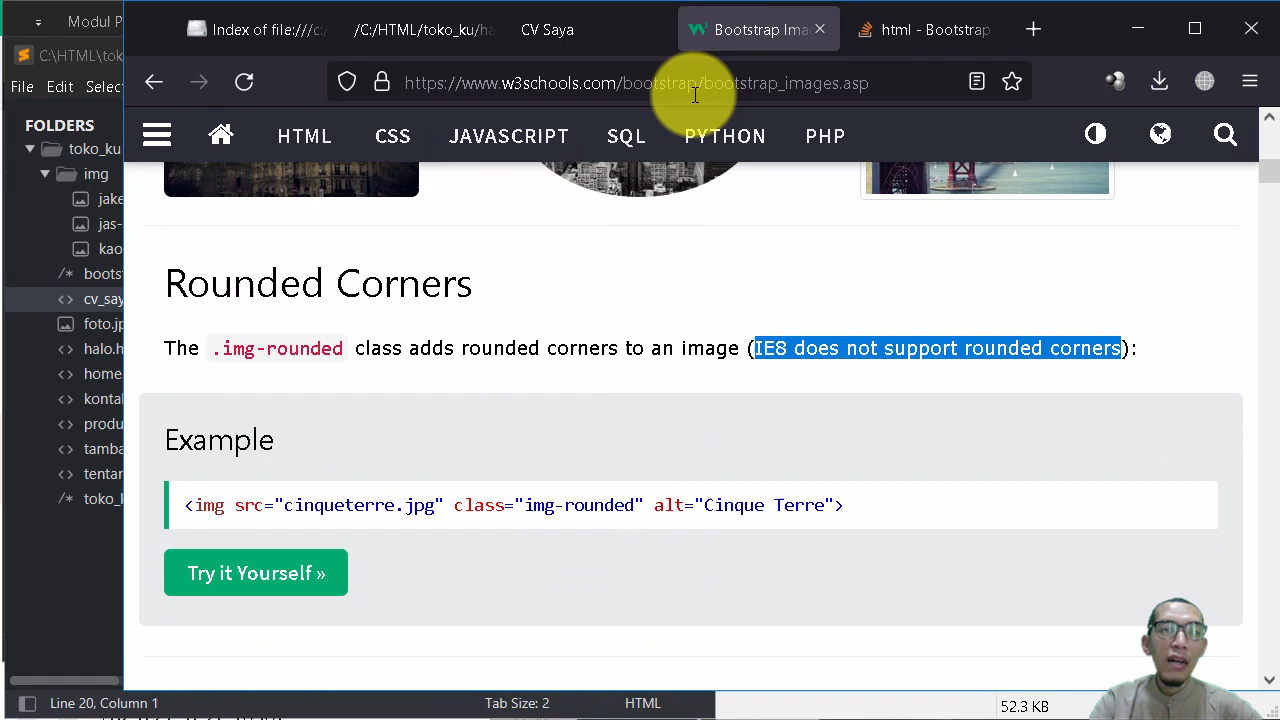 Modul P
Index of file:///c:/
/C:/HTML/toko_ku/ha
CV Saya
Bootstrap Ima
html - Bootstrap
C:\HTML\tok
https://www.w3schools.com/bootstrap/bootstrap_images.asp
File Edit Select
HTML CSS JAVASCRIPT SQL PYTHON PHP
FOLDERS
toko_ku
img
jake
jas-
kao
bootst
cv_say
foto.jp
halo.h
home
kontak
produ
tamba
tentan
Rounded Corners
The .img-rounded class adds rounded corners to an image (IE8 does not support rounded corners):
Example
<img src="cinqueterre.jpg" class="img-rounded" alt="Cinque Terre">
Try it Yourself »
Line 20, Column 1
Tab Size: 2
HTML
52.3 KB